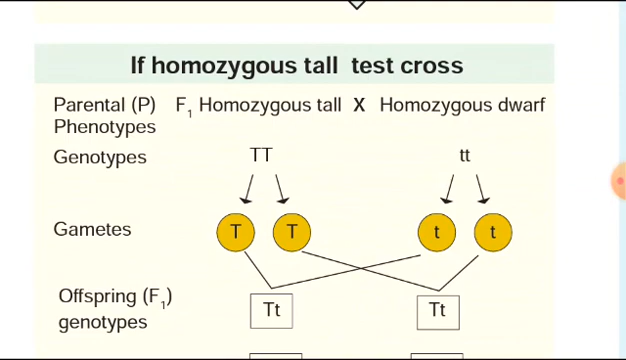 If homozygous tall test cross
Parental (P) F1 Homozygous tall X Homozygous dwarf
Phenotypes
Genotypes TT tt
Gametes T T t t
Offspring (F1) Tt Tt
genotypes